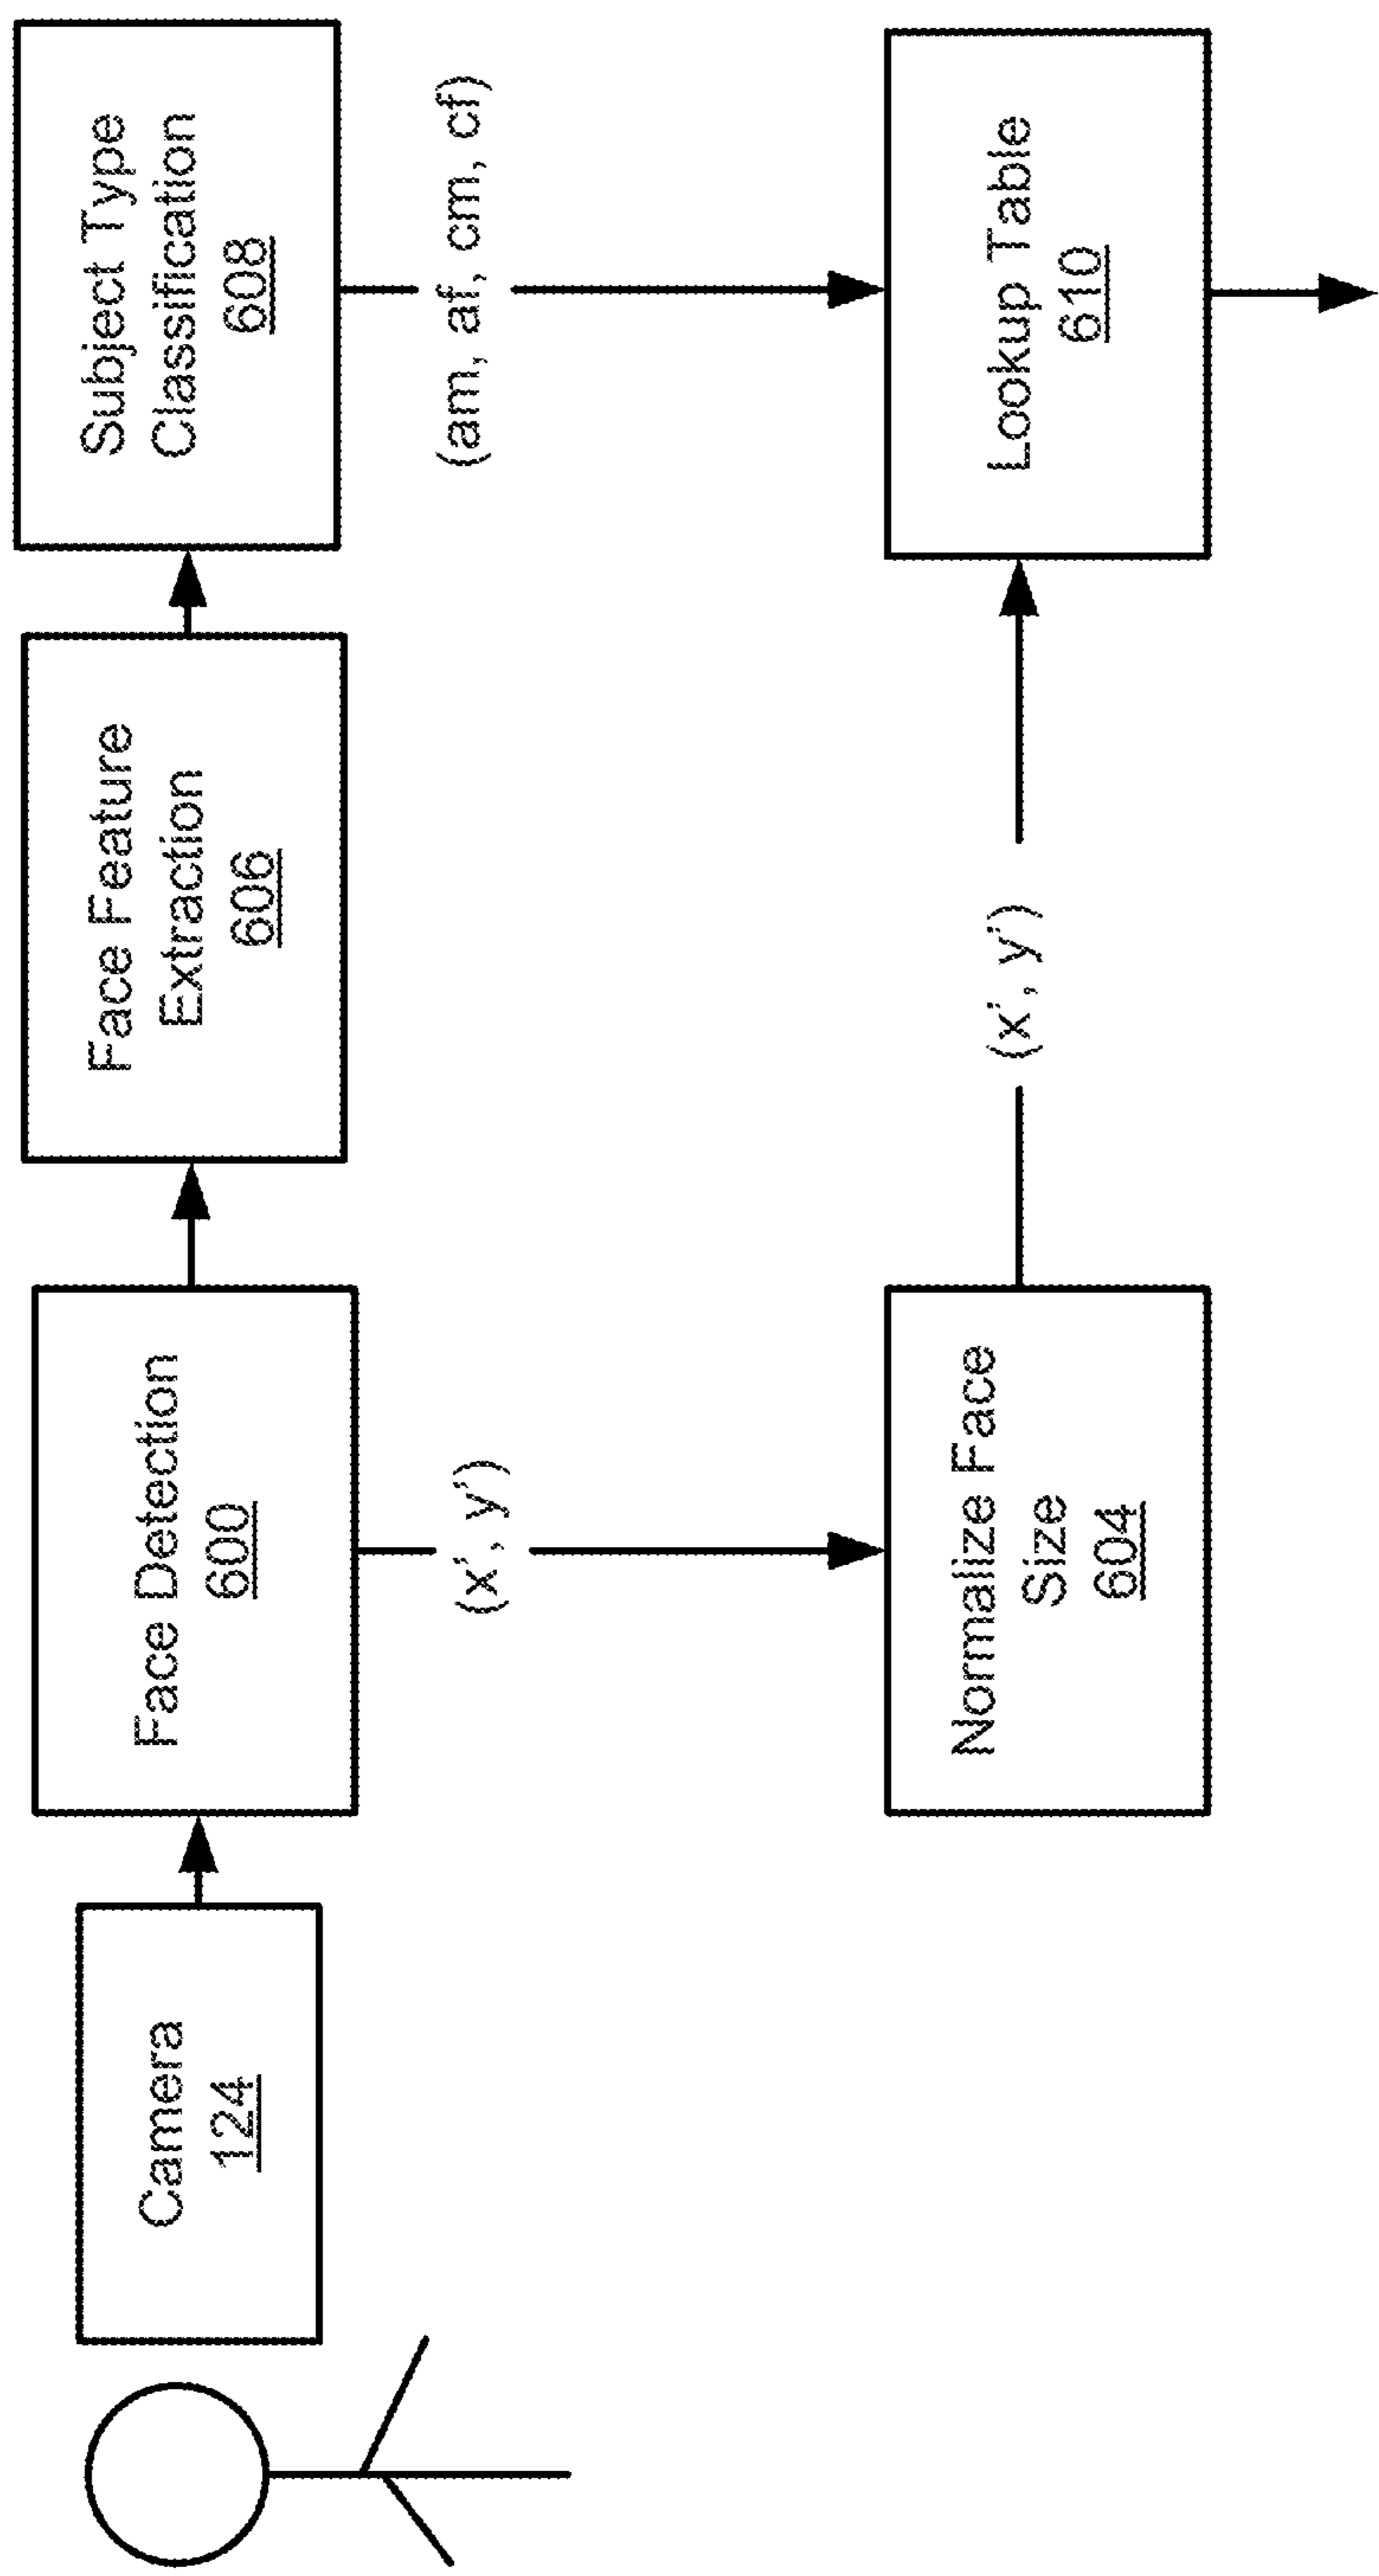 Camera
124
Face Detection
600
Face Feature
Extraction
606
Subject Type
Classification
608
(x', y')
(am, af, cm, cf)
Normalize Face
Size
604
(x', y')
Lookup Table
610